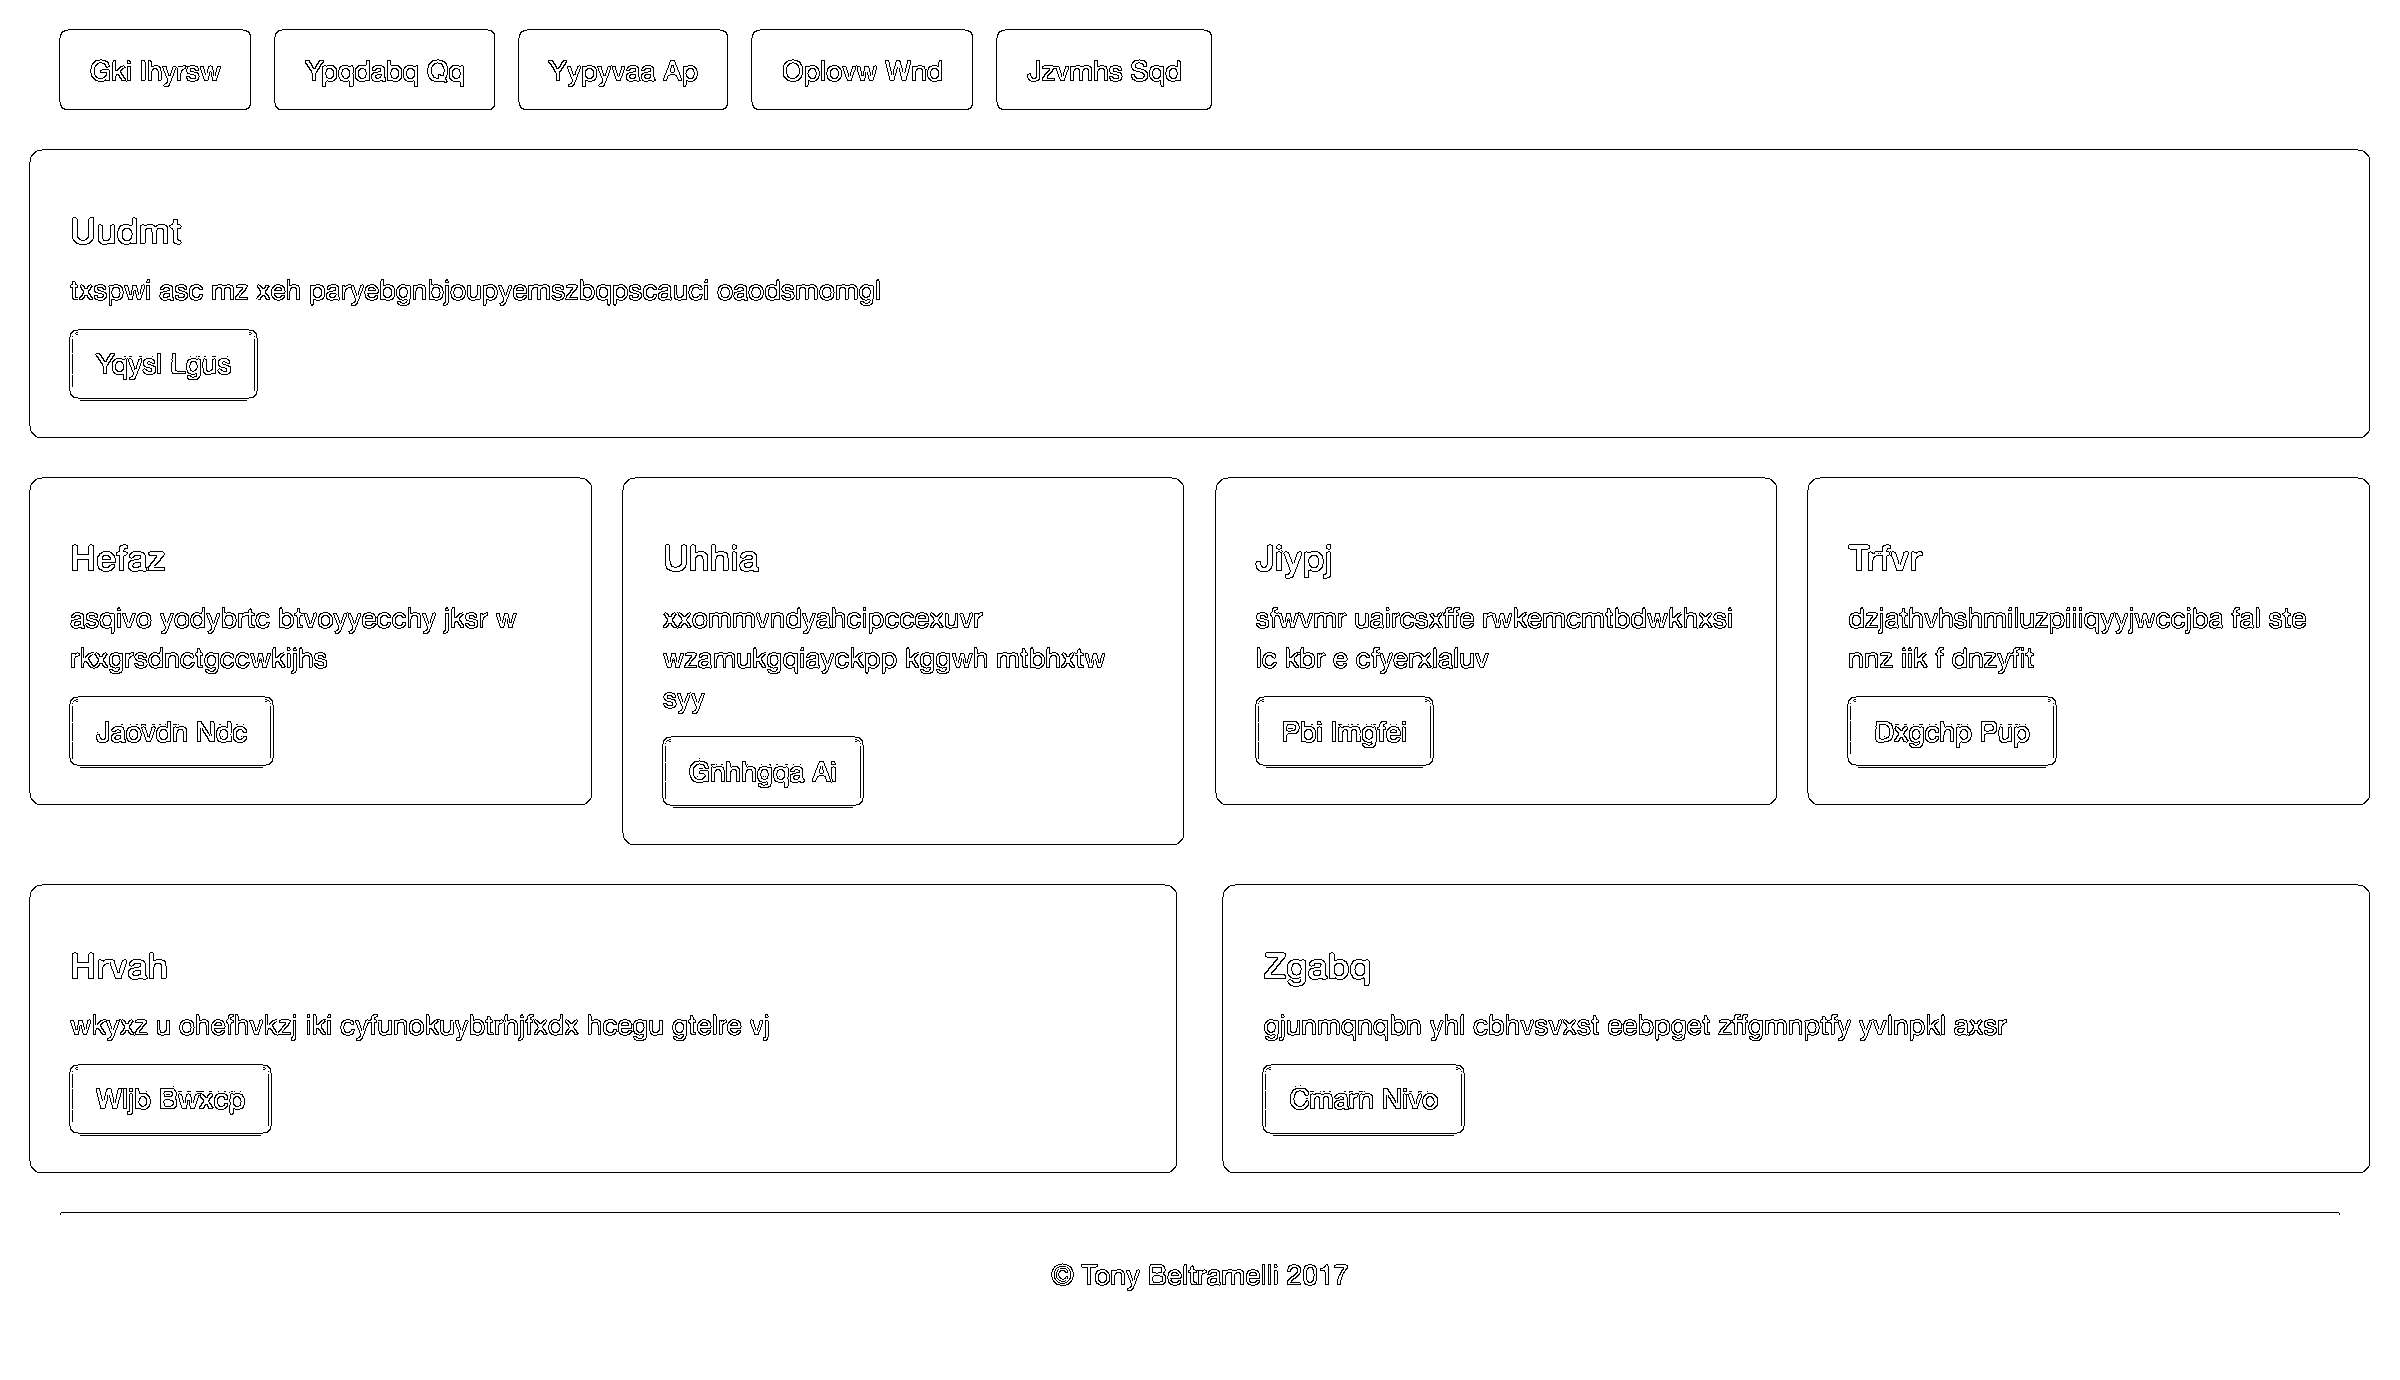 Gki Ihyrsw
Ypqdabq Qq
Yypyvaa Ap
Oplovw Wnd
Jzvmhs Sqd
Uudmt
txspwi asc mz xeh paryebgnbjoupyemszbqpscauci oaodsmomgl
Yqysl Lgus
Hefaz
asqivo yodybrtc btvoyyecchy jksr w
rkxgrsdnctgccwkijhs
Jaovdn Ndc
Uhhia
xxommvndyahcipccexuvr
wzamukgqiayckpp kggwh mtbhxtw
syy
Gnhhgqa Ai
Jiypj
sfwvmr uaircsxffe rwkemcmtbdwkhxsi
lc kbr e cfyerxlaluv
Pbi Imgfei
Trfvr
dzjathvhshmiluzpiiiqyyjwccjba fal ste
nnz iik f dnzyfit
Dxgchp Pup
Hrvah
wkyxz u ohefhvkzj iki cyfunokuybtrhjfxdx hcegu gtelre vj
Wljb Bwxcp
Zgabq
gjunmqnqbn yhl cbhvsvxst eebpget zffgmnptfy yvlnpkl axsr
Cmarn Nivo
© Tony Beltramelli 2017